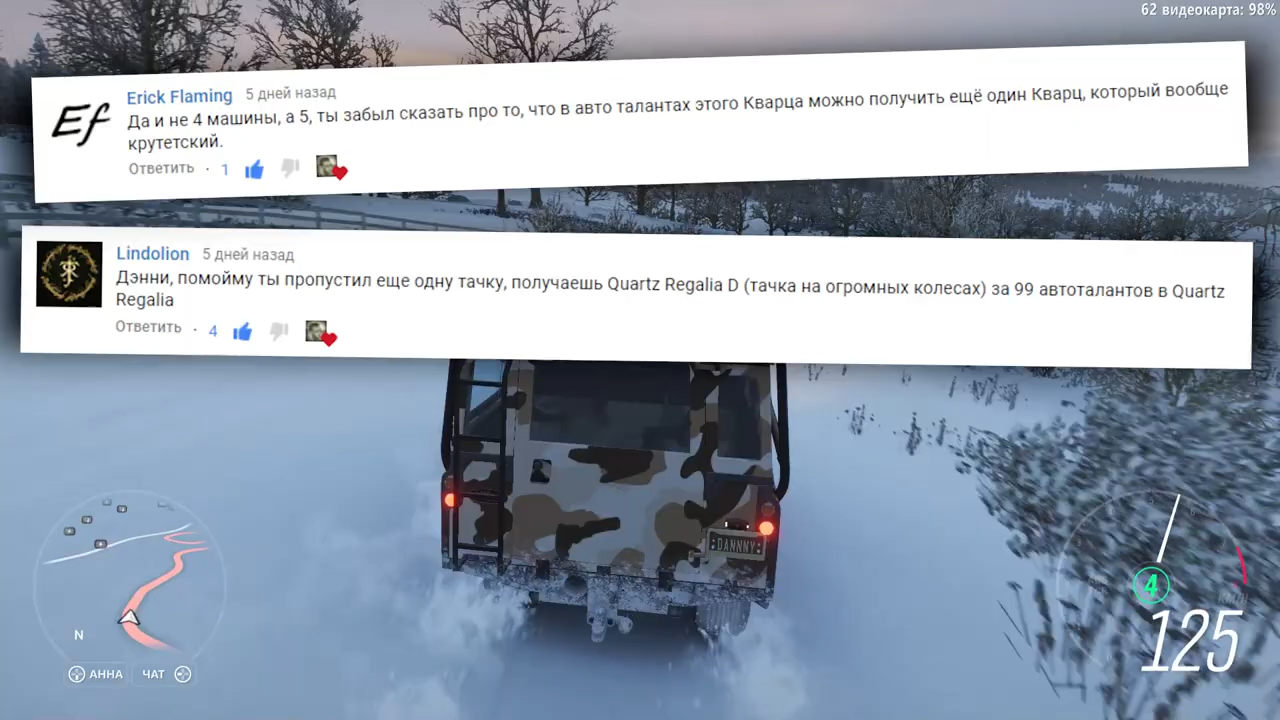 62 видеокарта: 98%
Ef
Erick Flaming 5 дней назад
Да и не 4 машины, а 5, ты забыл сказать про то, что в авто талантах этого Кварца можно получить ещё один Кварц, который вообще
крутетский.
Ответить · 1
Lindolion 5 дней назад
Дэнни, помойму ты пропустил еще одну тачку, получаешь Quartz Regalia D (тачка на огромных колесах) за 99 автоталантов в Quartz
Regalia
Ответить · 4
DANNNY
N
4
125
АННА ЧАТ